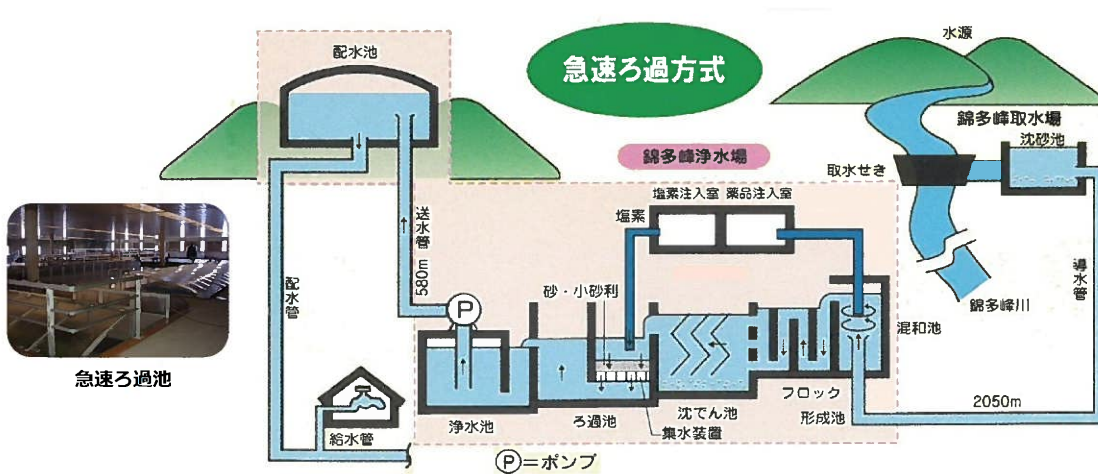 急速ろ過方式
水源
配水池
錦多峰取水場
沈砂池
錦多峰浄水場
取水せき
塩素注入室
薬品注入室
塩素
送水管
580m
配水管
導水管
砂・小砂利
P
錦多峰川
混和池
急速ろ過池
フロック
形成池
2050m
沈でん池
ろ過池
集水装置
浄水池
給水管
P=ポンプ